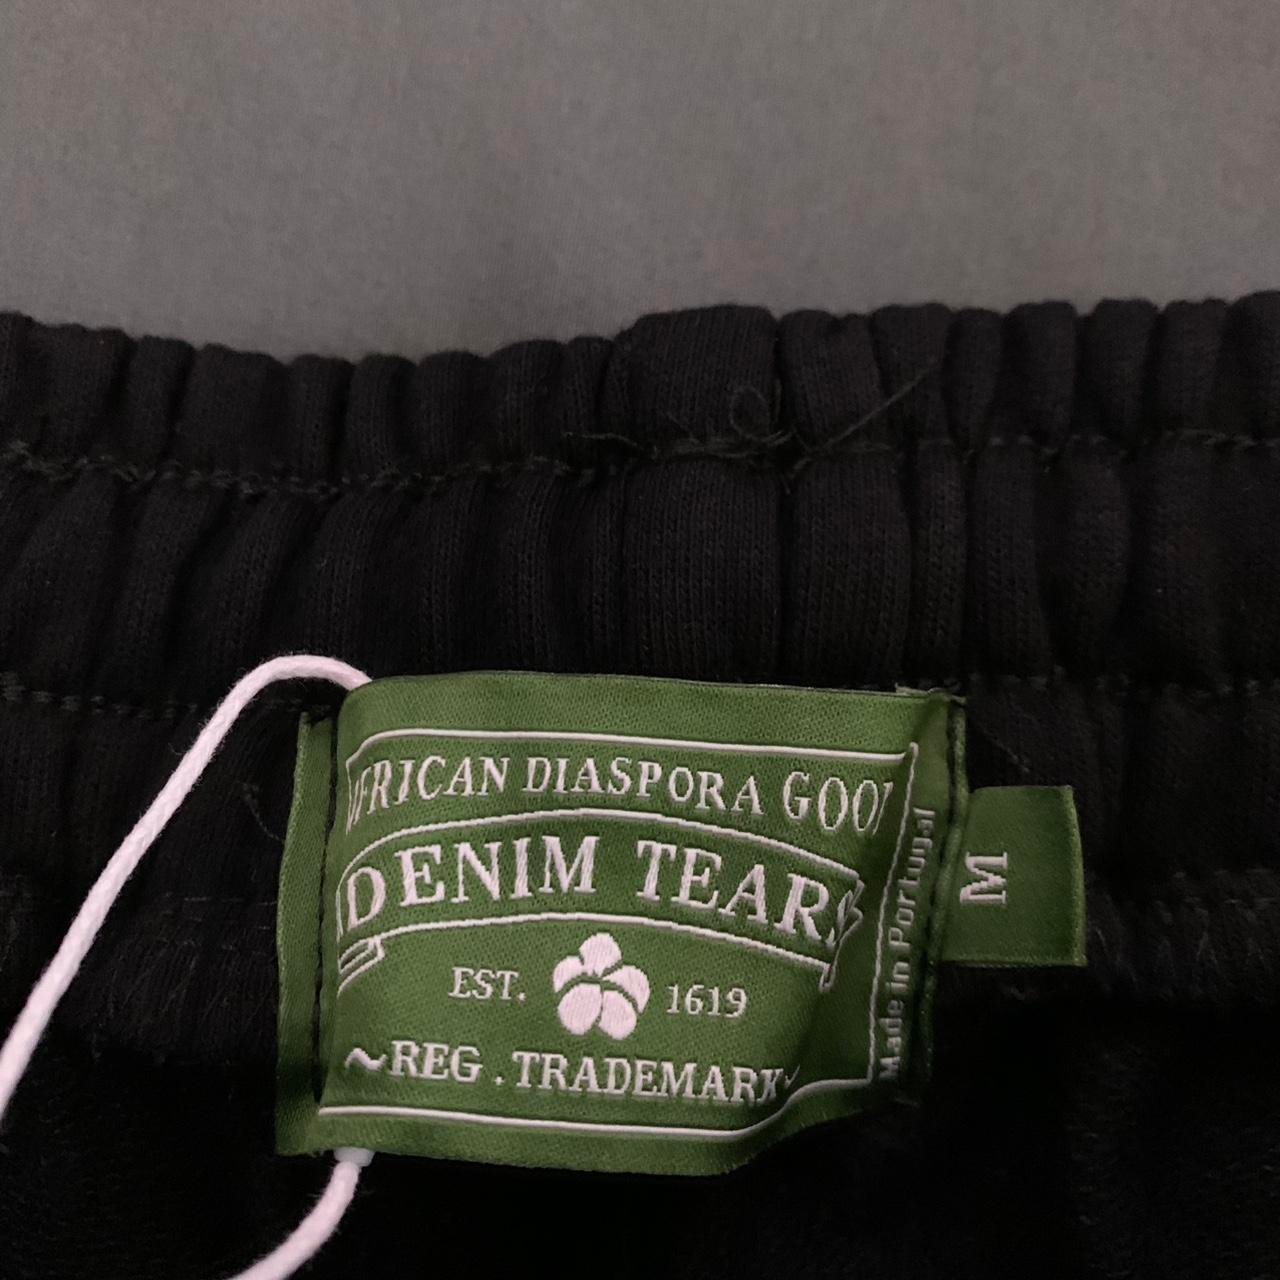 AFRICAN DIASPORA GOOD
DENIM TEARS
EST. 1619
~REG . TRADEMARK~
Made in Portugal
M